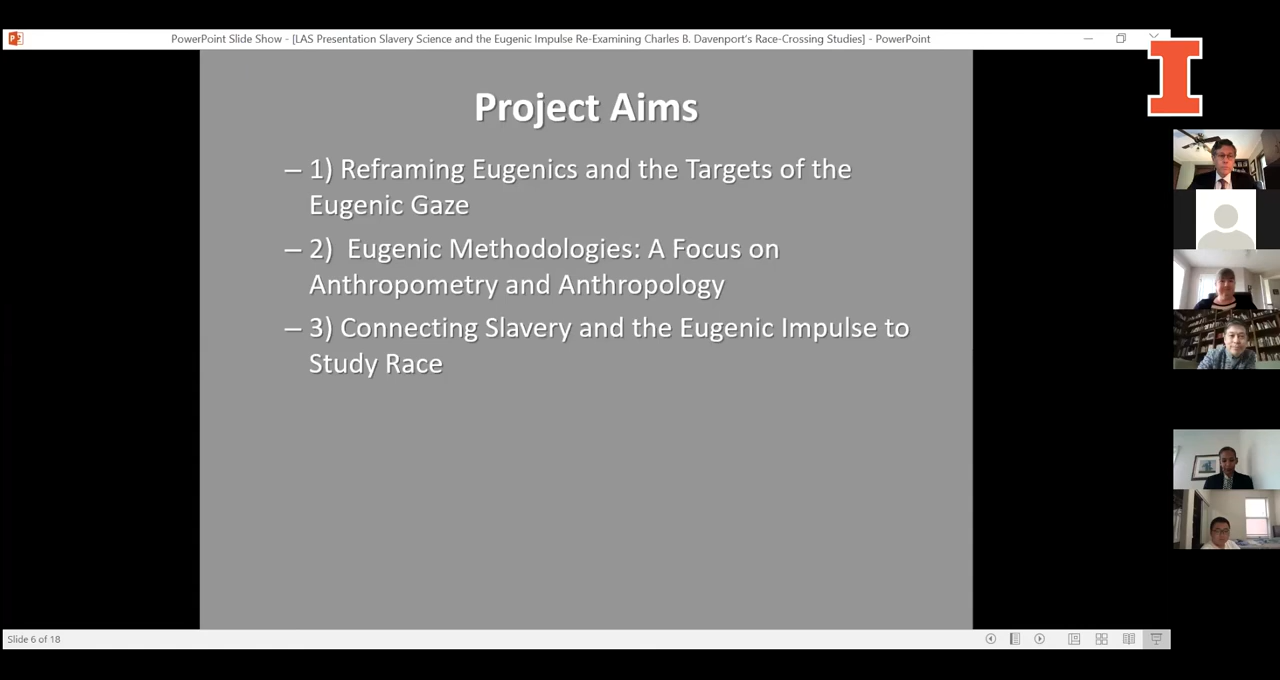 PowerPoint Slide Show - [LAS Presentation Slavery Science and the Eugenic Impulse Re-Examining Charles B. Davenport's Race-Crossing Studies] - PowerPoint
I
Project Aims
– 1) Reframing Eugenics and the Targets of the
Eugenic Gaze
– 2)  Eugenic Methodologies: A Focus on
Anthropometry and Anthropology
– 3) Connecting Slavery and the Eugenic Impulse to
Study Race
Slide 6 of 18